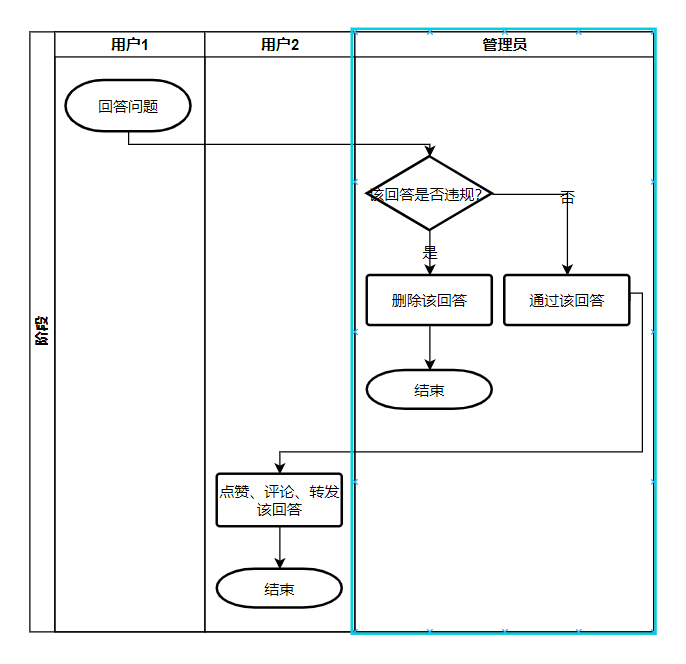 用户1
用户2
管理员
阶段
回答问题
该回答是否违规?
否
是
删除该回答
通过该回答
结束
点赞、评论、转发
该回答
结束